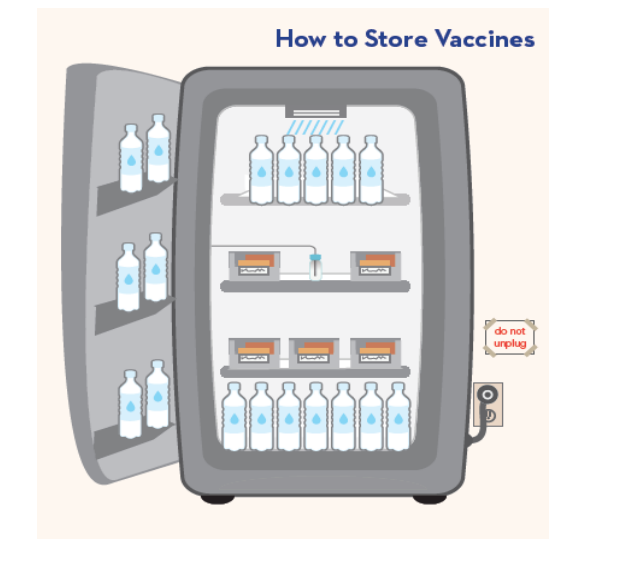 How to Store Vaccines
do not
unplug